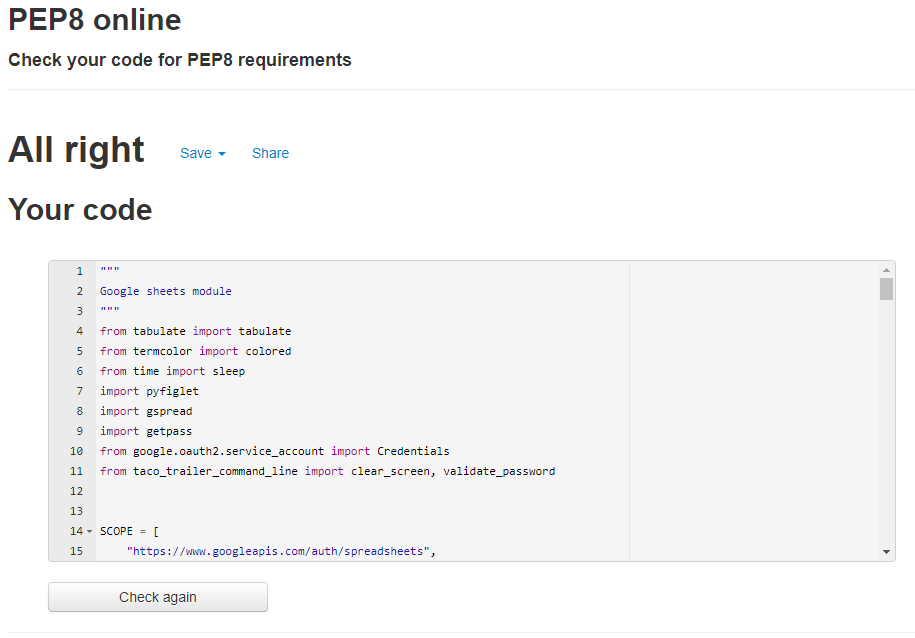 PEP8 online
Check your code for PEP8 requirements
All right Save Share
Your code
1 """
2 Google sheets module
3 """
4 from tabulate import tabulate
5 from termcolor import colored
6 from time import sleep
7 import pyfiglet
8 import gspread
9 import getpass
10 from google.oauth2.service_account import Credentials
11 from taco_trailer_command_line import clear_screen, validate_password
12
13
14 SCOPE = [
15 "https://www.googleapis.com/auth/spreadsheets",
Check again